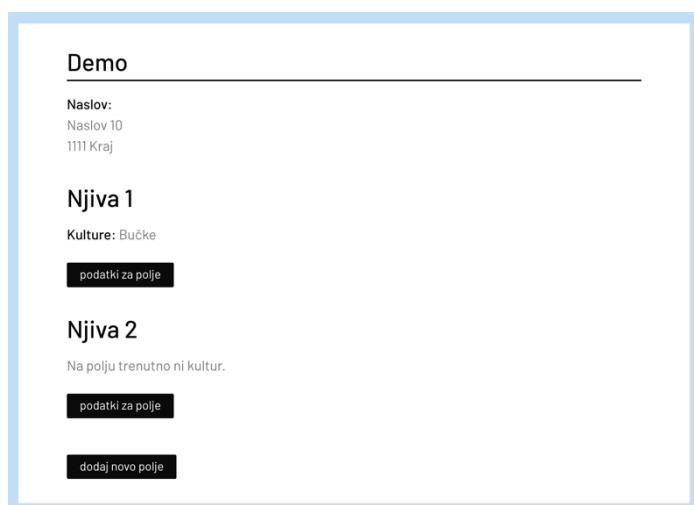 Demo
Naslov:
Naslov 10
1111 Kraj
Njiva 1
Kulture: Bučke
podatki za polje
Njiva 2
Na polju trenutno ni kultur.
podatki za polje
dodaj novo polje